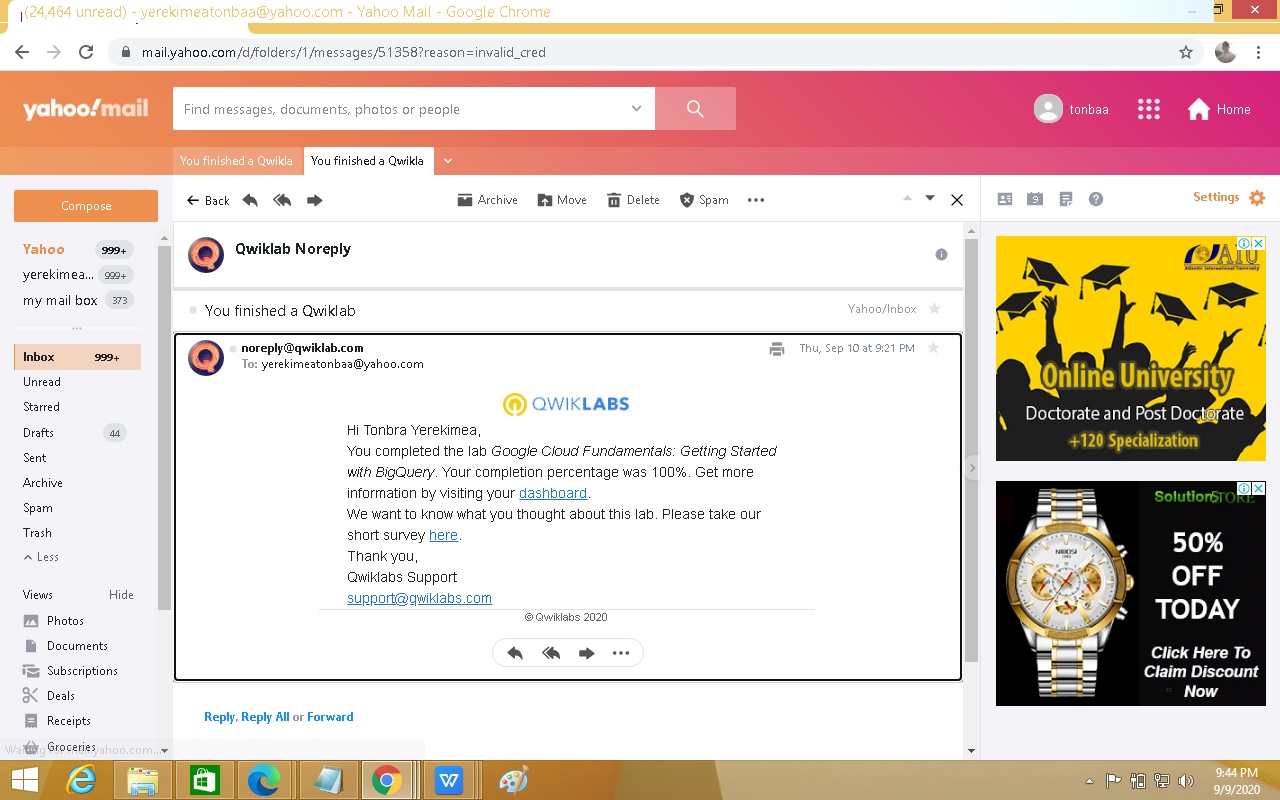 (24,464 unread) - yerekimeatonbaa@yahoo.com - Yahoo Mail - Google Chrome
mail.yahoo.com/d/folders/1/messages/51358?reason=invalid_cred
yahoo!mail
Find messages, documents, photos or people
tonbaa
Home
You finished a Qwikla
You finished a Qwikla
Compose
Back
Archive
Move
Delete
Spam
9
Settings
Yahoo 999+
yerekimea... 999+
my mail box 373
Inbox 999+
Unread
Starred
Drafts 44
Sent
Archive
Spam
Trash
Less
Views Hide
Photos
Documents
Subscriptions
Deals
Receipts
Groceries
Qwiklab Noreply
You finished a Qwiklab
Yahoo/Inbox
noreply@qwiklab.com
Thu, Sep 10 at 9:21 PM
To: yerekimeatonbaa@yahoo.com
QWIKLABS
Hi Tonbra Yerekimea,
You completed the lab Google Cloud Fundamentals: Getting Started
with BigQuery. Your completion percentage was 100%. Get more
information by visiting your dashboard.
We want to know what you thought about this lab. Please take our
short survey here.
Thank you,
Qwiklabs Support
support@qwiklabs.com
© Qwiklabs 2020
Reply, Reply All or Forward
AIU
Atlantic International University
Online University
Doctorate and Post Doctorate
+120 Specialization
Solutions STORE
NIBOSI
50%
OFF
TODAY
Click Here To
Claim Discount
Now
9:44 PM
9/9/2020